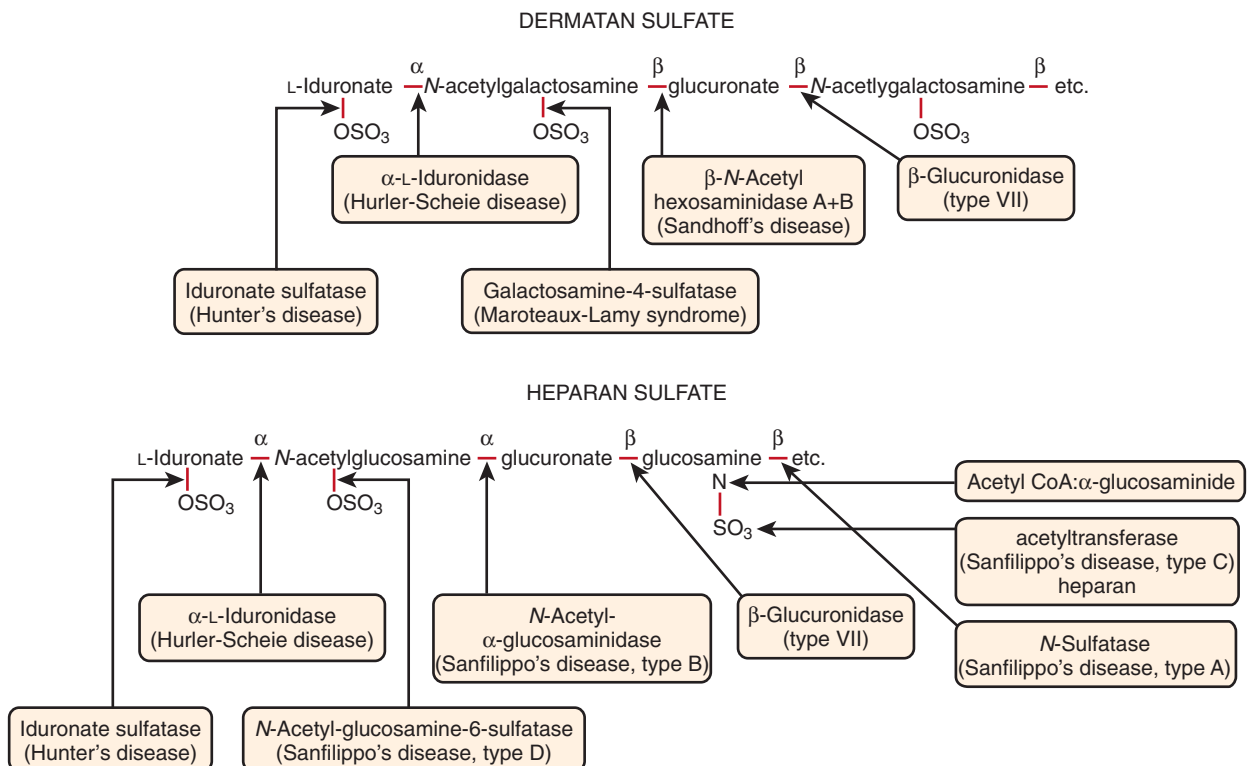 DERMATAN SULFATE
α β β β
L-Iduronate N-acetylgalactosamine glucuronate N-acetlygalactosamine etc.
OSO₃ OSO₃ OSO₃
α-L-Iduronidase
(Hurler-Scheie disease)
β-N-Acetyl
hexosaminidase A+B
(Sandhoff's disease)
β-Glucuronidase
(type VII)
Iduronate sulfatase
(Hunter's disease)
Galactosamine-4-sulfatase
(Maroteaux-Lamy syndrome)
HEPARAN SULFATE
α α β β
L-Iduronate N-acetylglucosamine glucuronate glucosamine etc.
OSO₃ OSO₃ N
SO₃
Acetyl CoA:α-glucosaminide
acetyltransferase
(Sanfilippo's disease, type C)
heparan
α-L-Iduronidase
(Hurler-Scheie disease)
N-Acetyl-
α-glucosaminidase
(Sanfilippo's disease, type B)
β-Glucuronidase
(type VII)
N-Sulfatase
(Sanfilippo's disease, type A)
Iduronate sulfatase
(Hunter's disease)
N-Acetyl-glucosamine-6-sulfatase
(Sanfilippo's disease, type D)